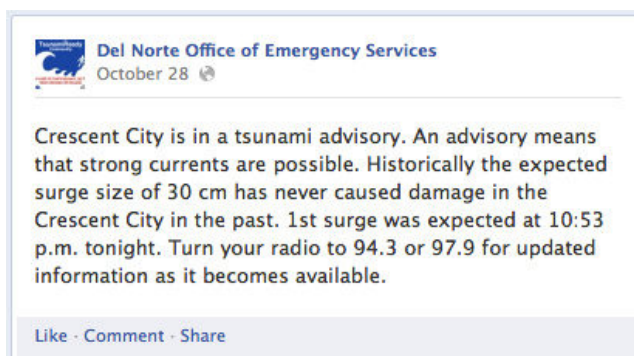 TsunamiReady
Del Norte Office of Emergency Services
October 28
Crescent City is in a tsunami advisory. An advisory means
that strong currents are possible. Historically the expected
surge size of 30 cm has never caused damage in the
Crescent City in the past. 1st surge was expected at 10:53
p.m. tonight. Turn your radio to 94.3 or 97.9 for updated
information as it becomes available.
Like · Comment · Share